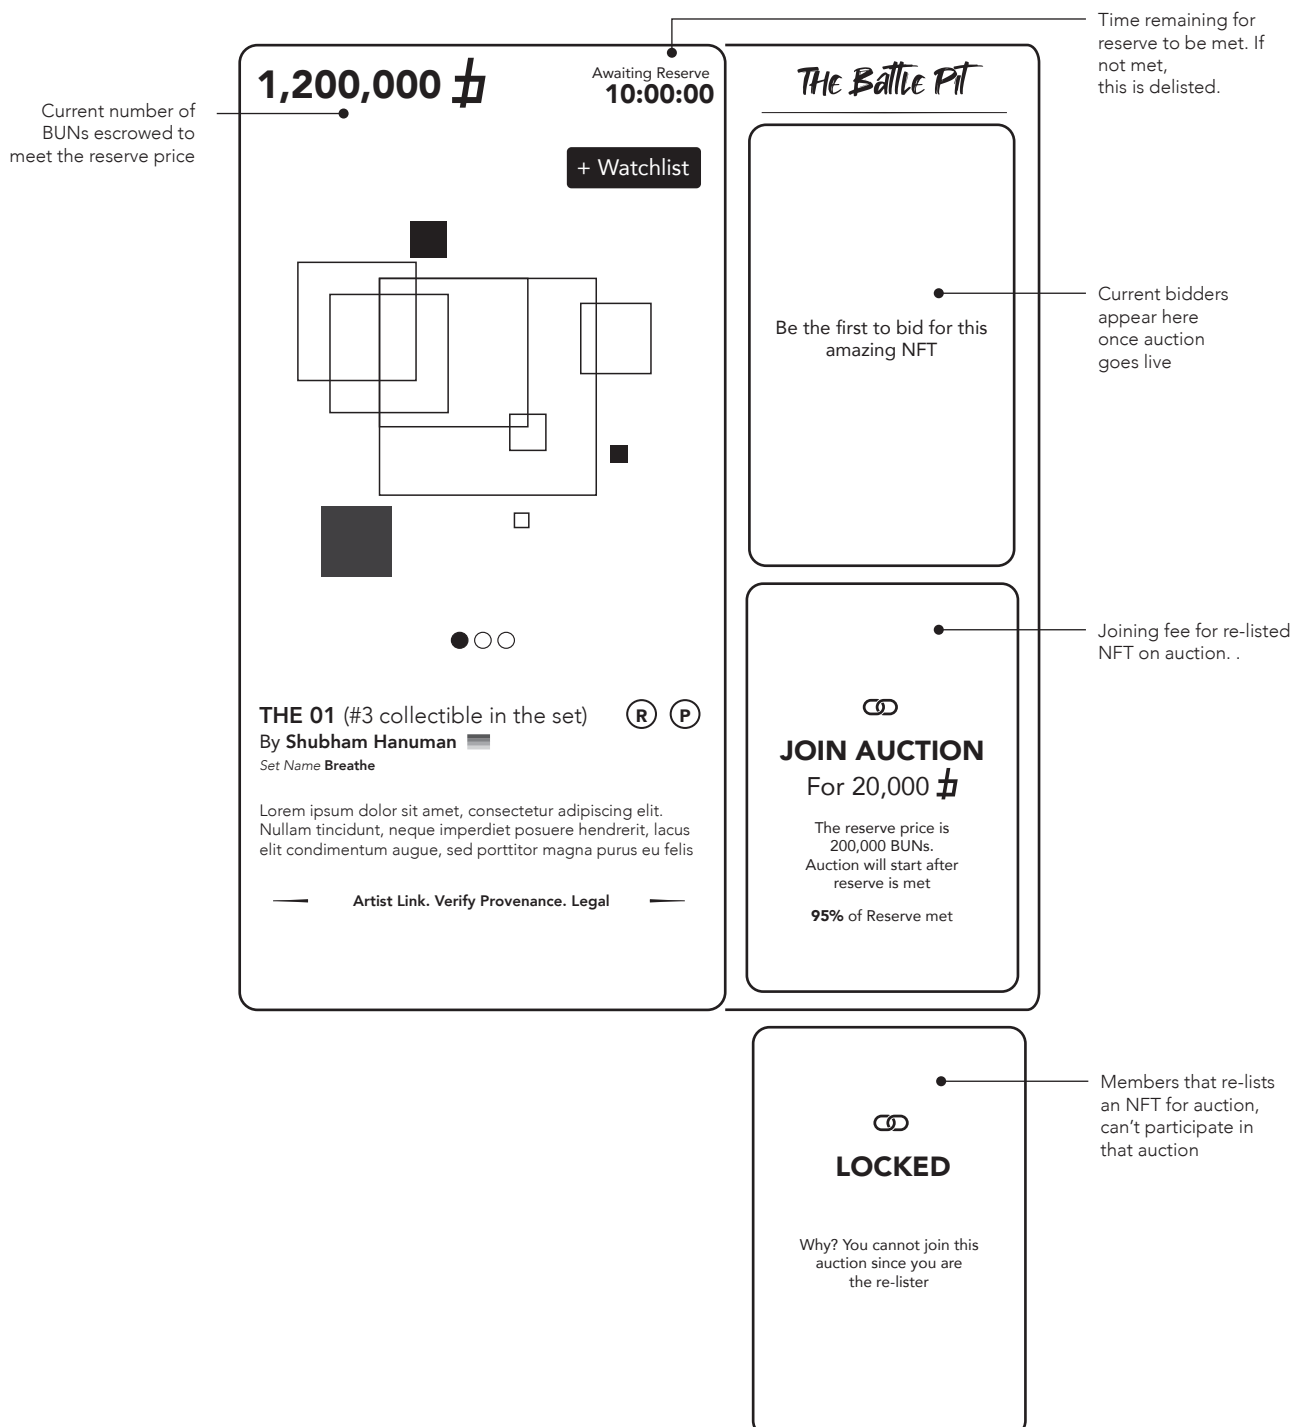 Time remaining for
reserve to be met. If
not met,
this is delisted.
1,200,000
Awaiting Reserve
10:00:00
THE BATTLE PIT
Current number of
BUNs escrowed to
meet the reserve price
+ Watchlist
Current bidders
appear here
once auction
goes live
Be the first to bid for this
amazing NFT
Joining fee for re-listed
NFT on auction. .
THE 01 (#3 collectible in the set)
R P
By Shubham Hanuman
Set Name Breathe
Lorem ipsum dolor sit amet, consectetur adipiscing elit.
Nullam tincidunt, neque imperdiet posuere hendrerit, lacus
elit condimentum augue, sed porttitor magna purus eu felis
Artist Link. Verify Provenance. Legal
JOIN AUCTION
For 20,000
The reserve price is
200,000 BUNs.
Auction will start after
reserve is met
95% of Reserve met
Members that re-lists
an NFT for auction,
can't participate in
that auction
LOCKED
Why? You cannot join this
auction since you are
the re-lister